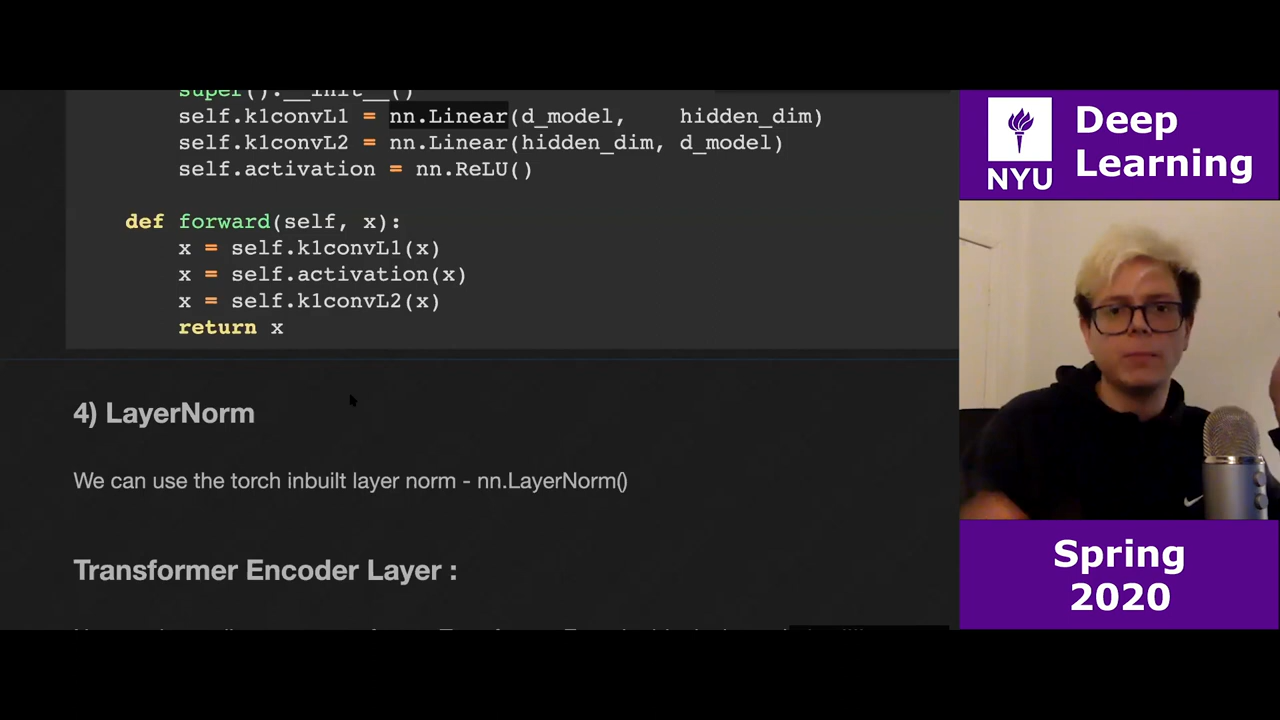 super().__init__()
self.k1convL1 = nn.Linear(d_model,    hidden_dim)
self.k1convL2 = nn.Linear(hidden_dim, d_model)
self.activation = nn.ReLU()
def forward(self, x):
x = self.k1convL1(x)
x = self.activation(x)
x = self.k1convL2(x)
return x
4) LayerNorm
We can use the torch inbuilt layer norm - nn.LayerNorm()
Transformer Encoder Layer :
NYU
Deep
Learning
Spring
2020